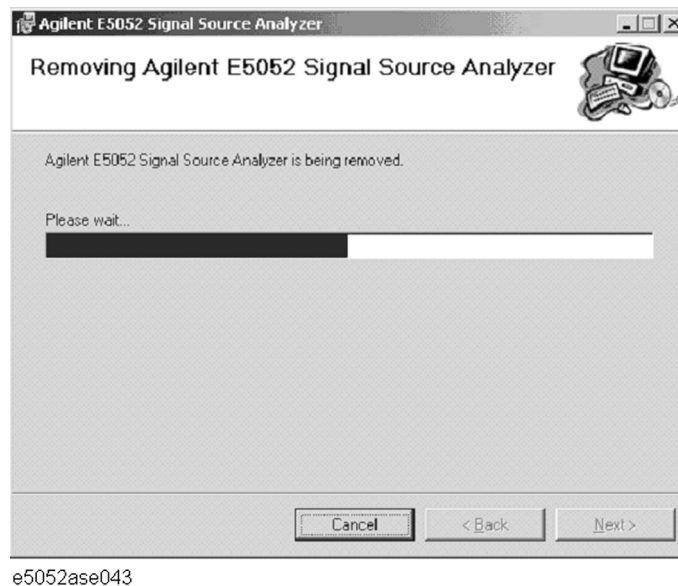 Agilent E5052 Signal Source Analyzer
Removing Agilent E5052 Signal Source Analyzer
Agilent E5052 Signal Source Analyzer is being removed.
Please wait...
Cancel
< Back
Next >
e5052ase043